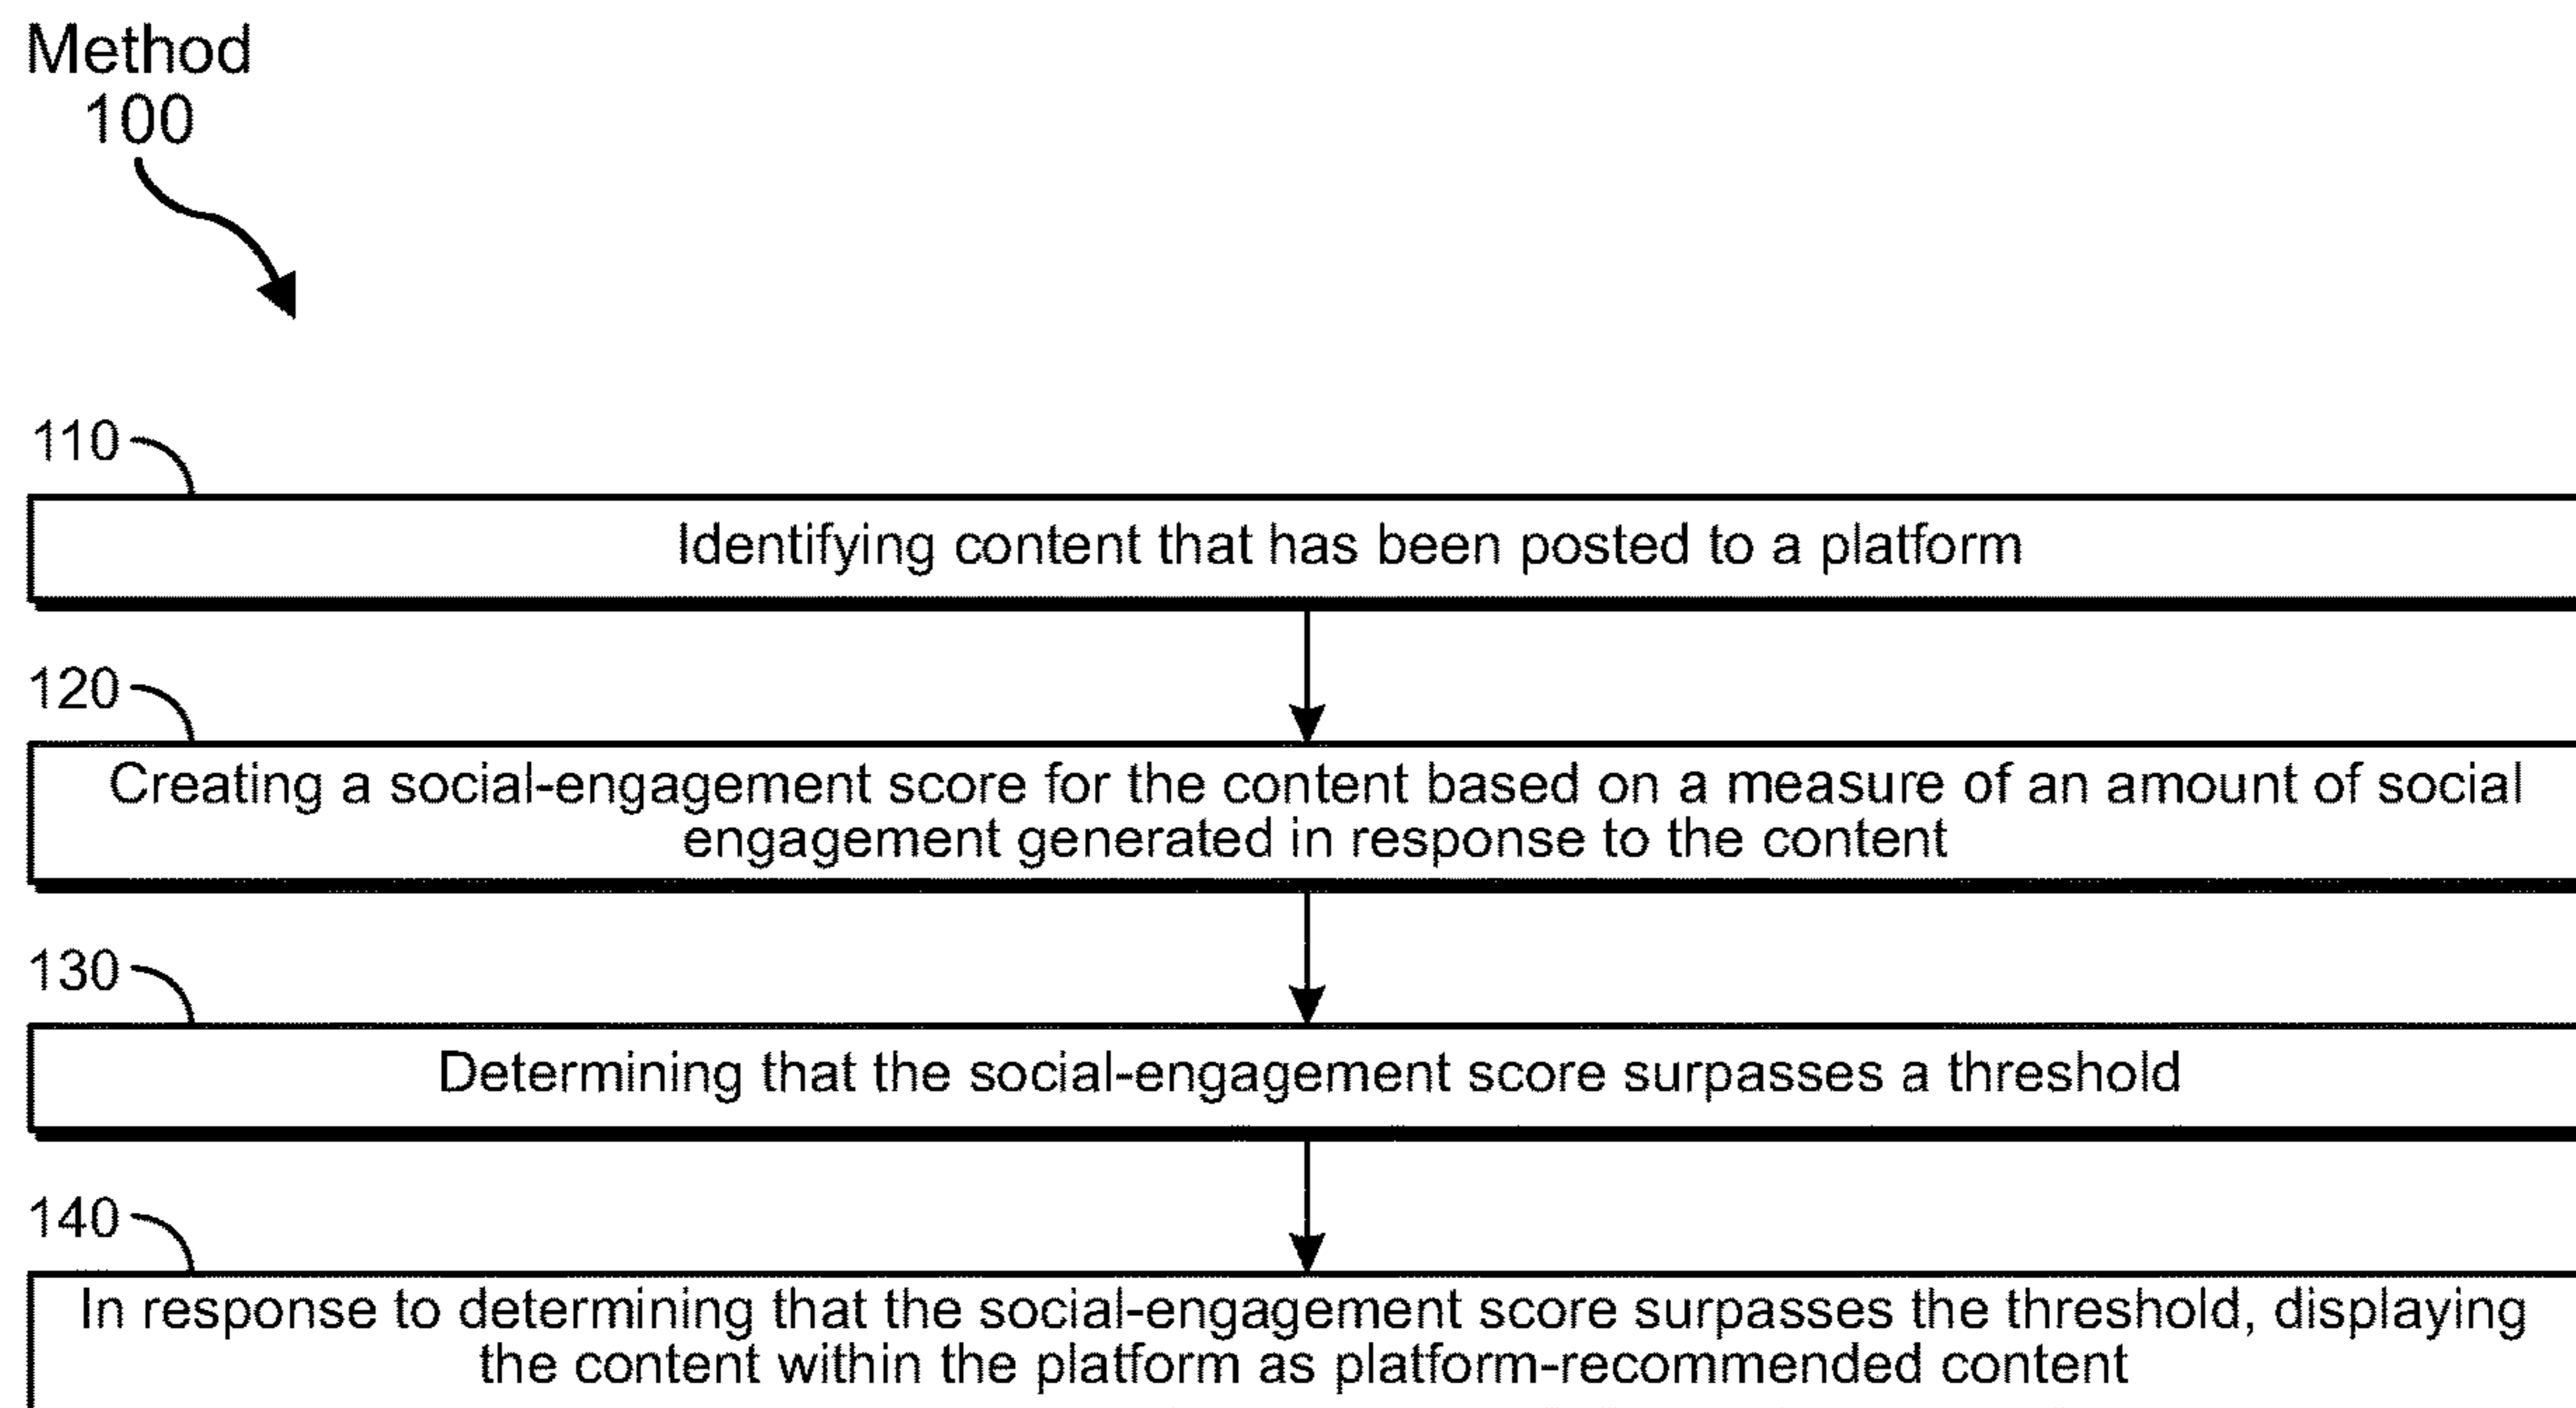 Method
100
110
Identifying content that has been posted to a platform
120
Creating a social-engagement score for the content based on a measure of an amount of social
engagement generated in response to the content
130
Determining that the social-engagement score surpasses a threshold
140
In response to determining that the social-engagement score surpasses the threshold, displaying
the content within the platform as platform-recommended content